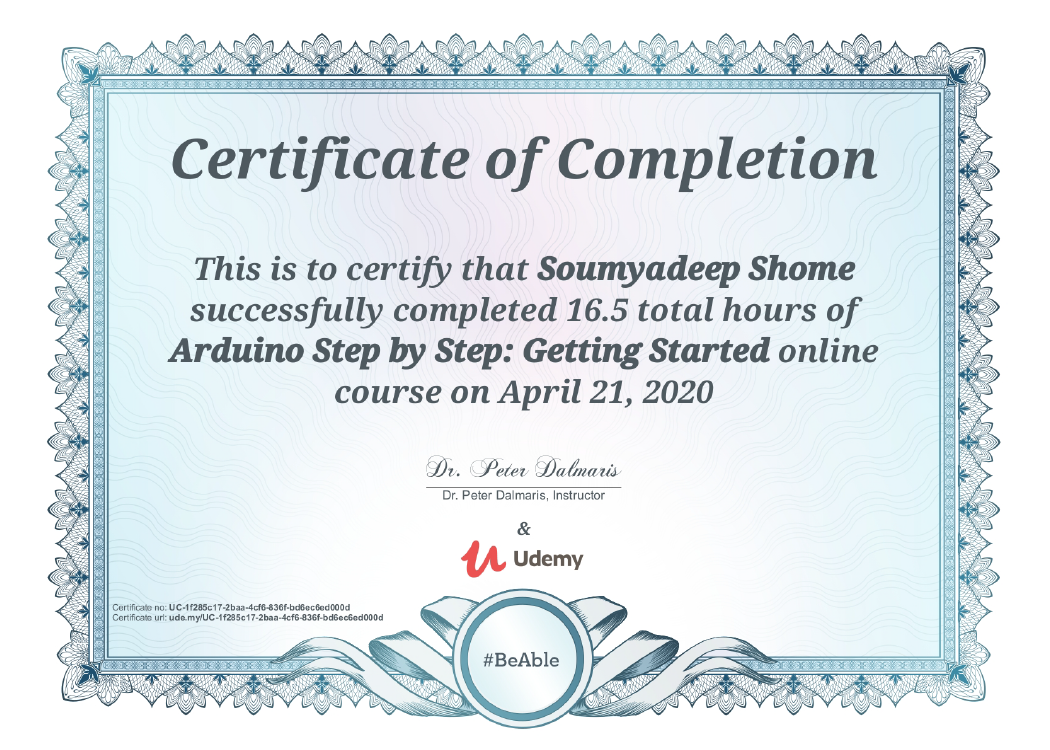 Certificate of Completion
This is to certify that Soumyadeep Shome
successfully completed 16.5 total hours of
Arduino Step by Step: Getting Started online
course on April 21, 2020
Dr. Peter Dalmaris
Dr. Peter Dalmaris, Instructor
&
Udemy
Certificate no: UC-1f285c17-2baa-4cf6-836f-bd6ec6ed000d
Certificate url: ude.my/UC-1f285c17-2baa-4cf6-836f-bd6ec6ed000d
#BeAble